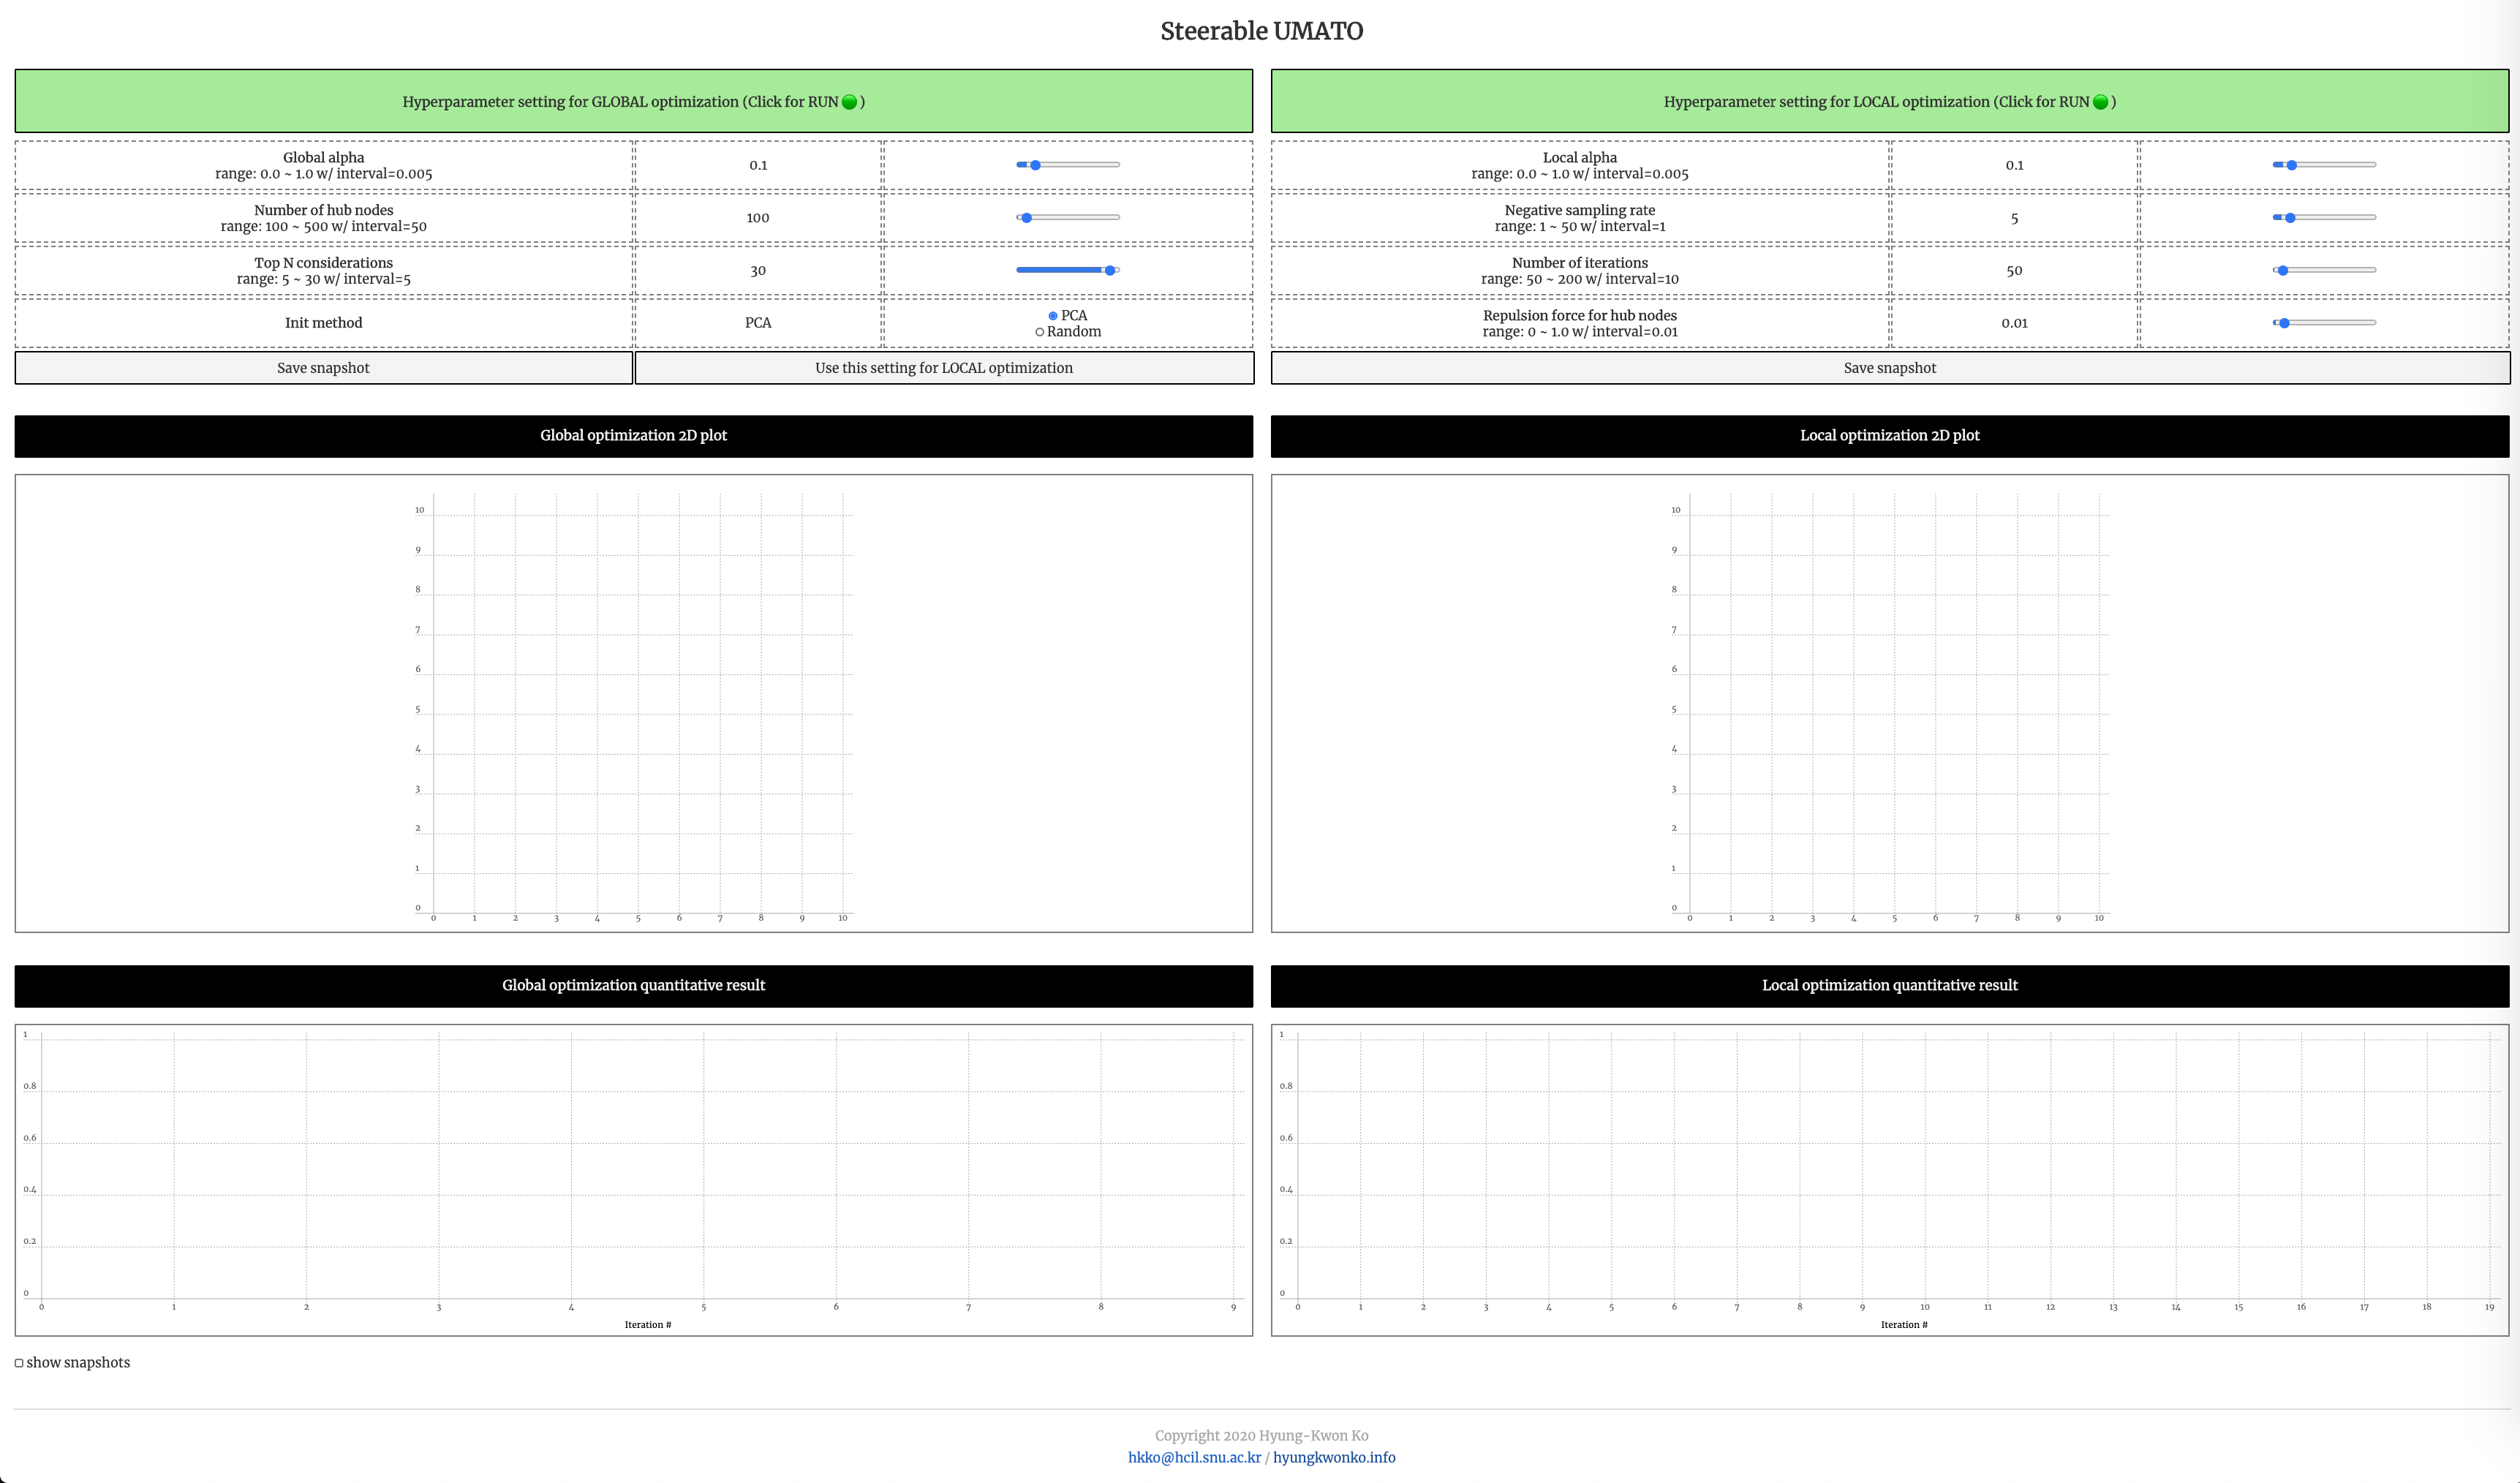 Steerable UMATO
Hyperparameter setting for GLOBAL optimization (Click for RUN 🟢 )
Global alpha
range: 0.0 ~ 1.0 w/ interval=0.005
0.1
Number of hub nodes
range: 100 ~ 500 w/ interval=50
100
Top N considerations
range: 5 ~ 30 w/ interval=5
30
Init method
PCA
PCA
Random
Save snapshot
Use this setting for LOCAL optimization
Hyperparameter setting for LOCAL optimization (Click for RUN 🟢 )
Local alpha
range: 0.0 ~ 1.0 w/ interval=0.005
0.1
Negative sampling rate
range: 1 ~ 50 w/ interval=1
5
Number of iterations
range: 50 ~ 200 w/ interval=10
50
Repulsion force for hub nodes
range: 0 ~ 1.0 w/ interval=0.01
0.01
Save snapshot
Global optimization 2D plot
10
9
8
7
6
5
4
3
2
1
0
0 1 2 3 4 5 6 7 8 9 10
Local optimization 2D plot
10
9
8
7
6
5
4
3
2
1
0
0 1 2 3 4 5 6 7 8 9 10
Global optimization quantitative result
1
0.8
0.6
0.4
0.2
0
0 1 2 3 4 5 6 7 8 9
Iteration #
Local optimization quantitative result
1
0.8
0.6
0.4
0.2
0
0 1 2 3 4 5 6 7 8 9 10 11 12 13 14 15 16 17 18 19
Iteration #
show snapshots
Copyright 2020 Hyung-Kwon Ko
hkko@hcil.snu.ac.kr / hyungkwonko.info